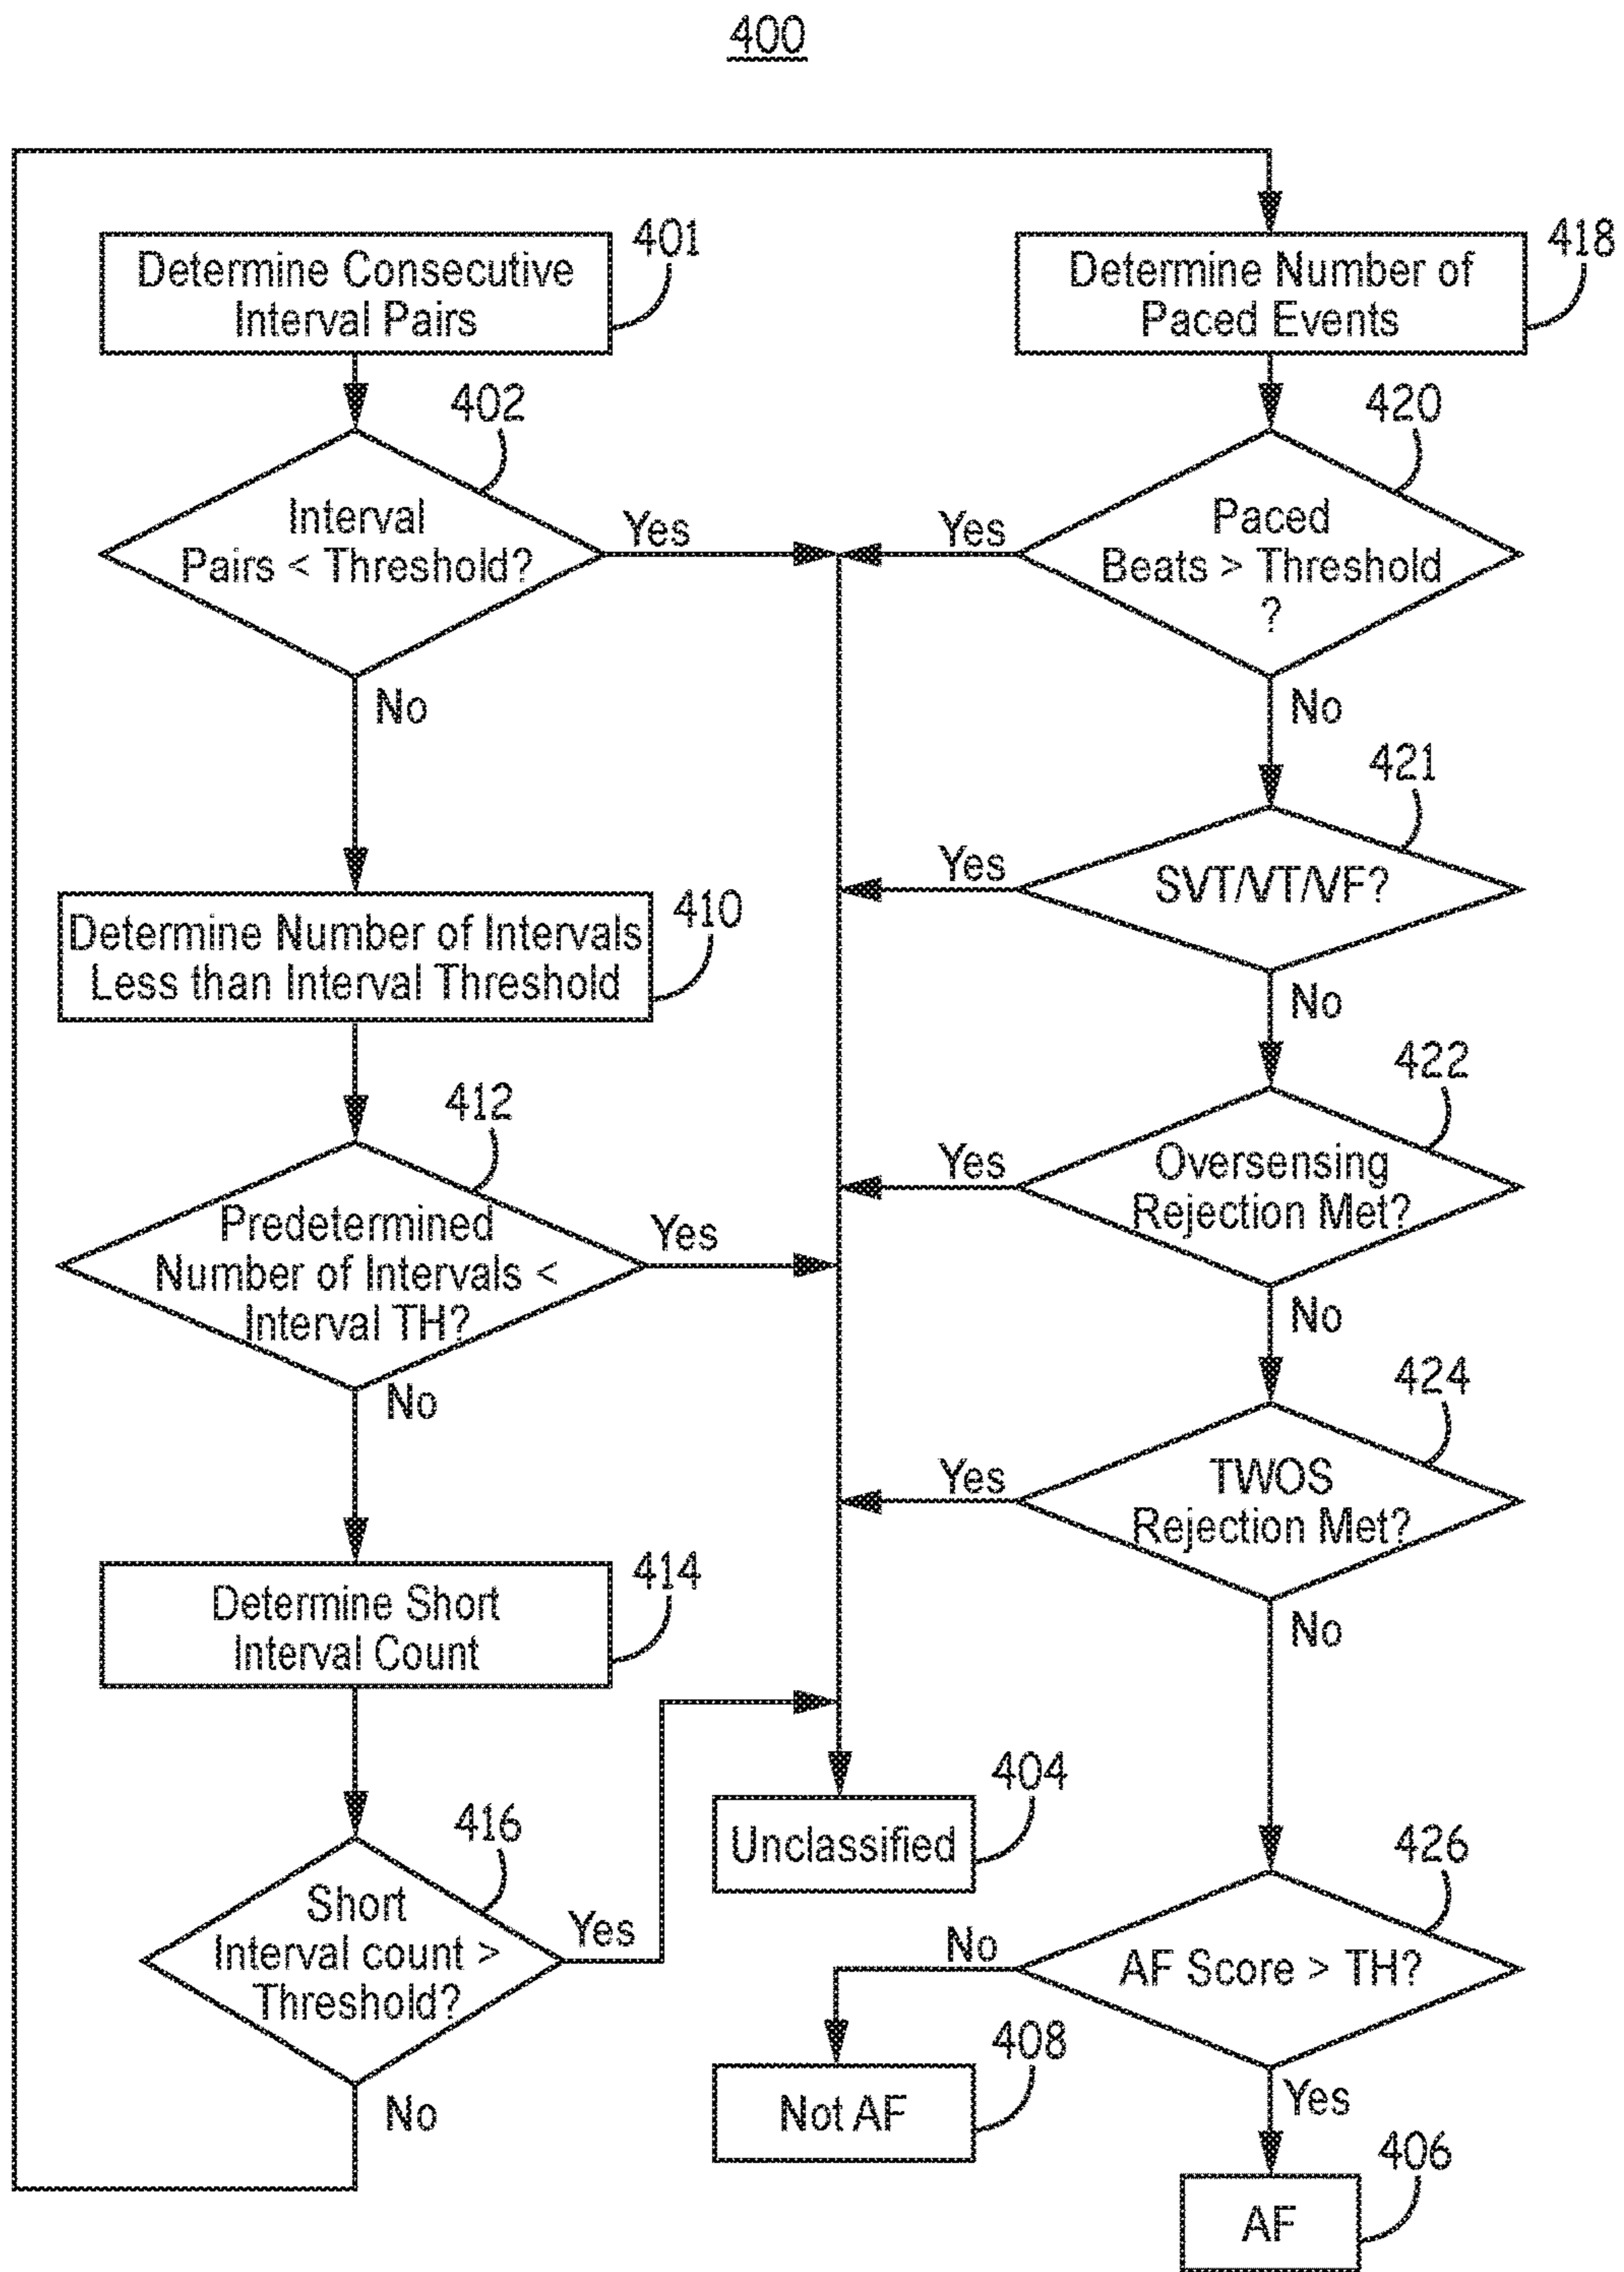 400
Determine Consecutive
Interval Pairs
401
402
Interval
Pairs < Threshold?
Yes
No
Determine Number of Intervals
Less than Interval Threshold
410
412
Predetermined
Number of Intervals <
Interval TH?
Yes
No
Determine Short
Interval Count
414
416
Short
Interval count >
Threshold?
Yes
No
Determine Number of
Paced Events
418
420
Paced
Beats > Threshold
?
Yes
No
421
SVT/VT/VF?
Yes
No
422
Oversensing
Rejection Met?
Yes
No
424
TWOS
Rejection Met?
Yes
No
Unclassified
404
426
AF Score > TH?
No
Yes
Not AF
408
AF
406